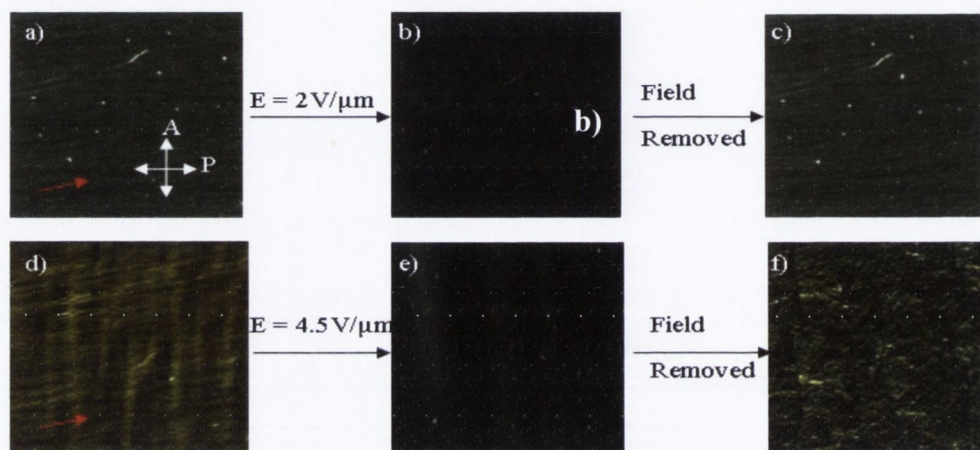 a)
A
P
E = 2V/μm
b)
b)
Field
Removed
c)
d)
E = 4.5V/μm
e)
Field
Removed
f)